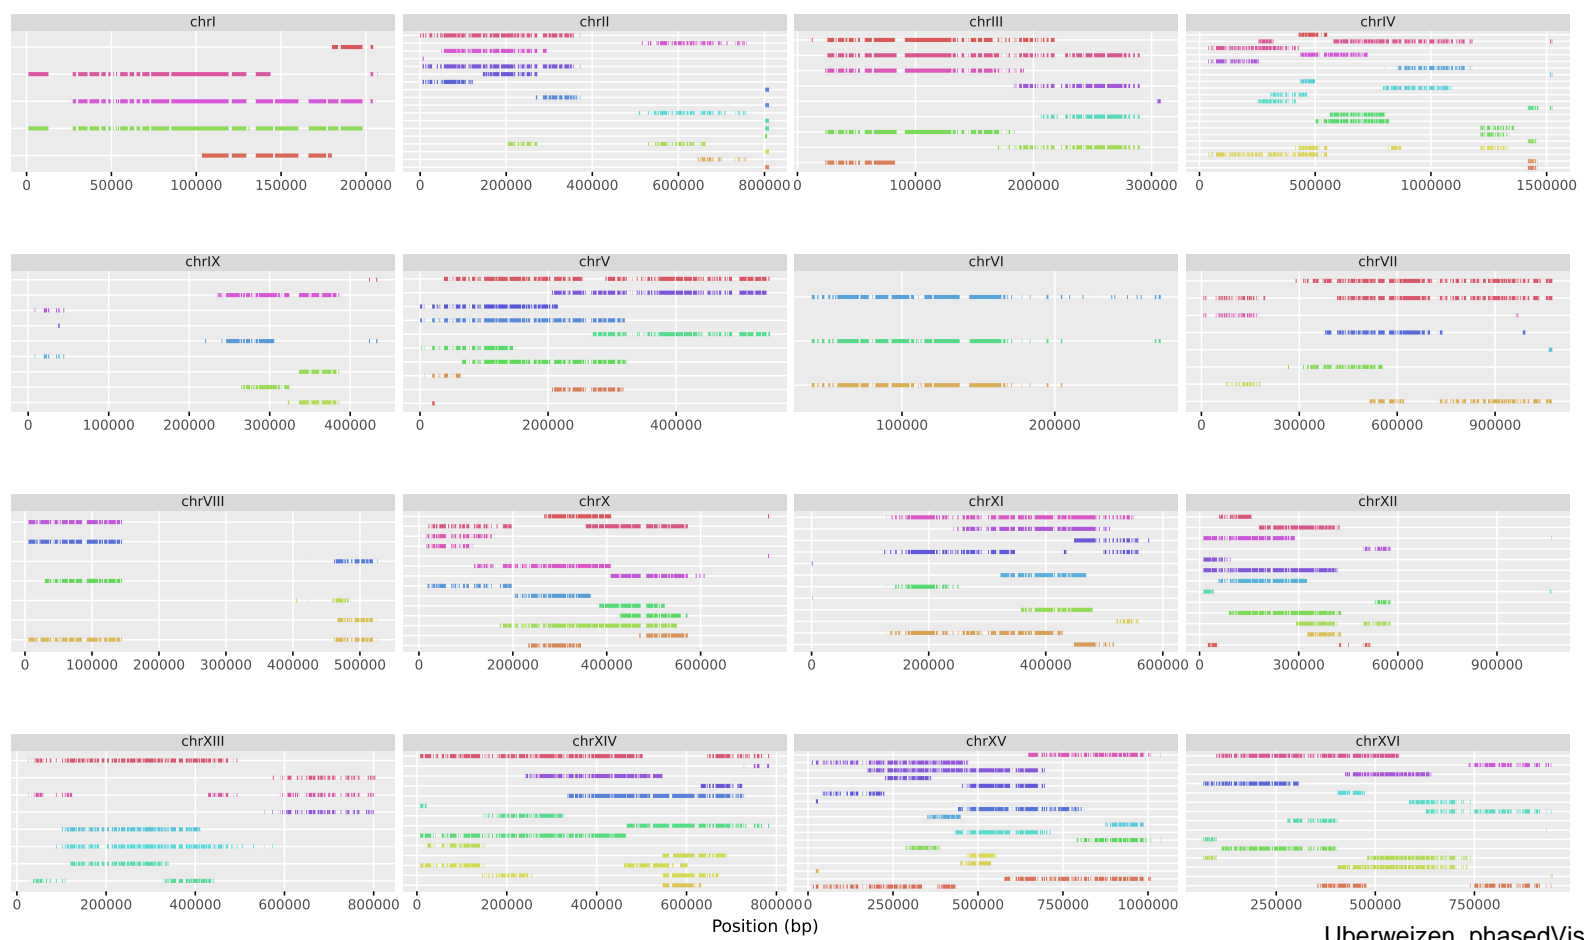 chrI chrII chrIII chrIV
0 50000 100000 150000 200000 0 200000 400000 600000 800000 0 100000 200000 300000 0 500000 1000000 1500000
chrIX chrV chrVI chrVII
0 100000 200000 300000 400000 0 200000 400000 100000 200000 0 300000 600000 900000
chrVIII chrX chrXI chrXII
0 100000 200000 300000 400000 500000 0 200000 400000 600000 0 200000 400000 600000 0 300000 600000 900000
chrXIII chrXIV chrXV chrXVI
0 200000 400000 600000 800000 0 200000 400000 600000 800000 0 250000 500000 750000 1000000 250000 500000 750000
Position (bp)
Uberweizen phasedVis